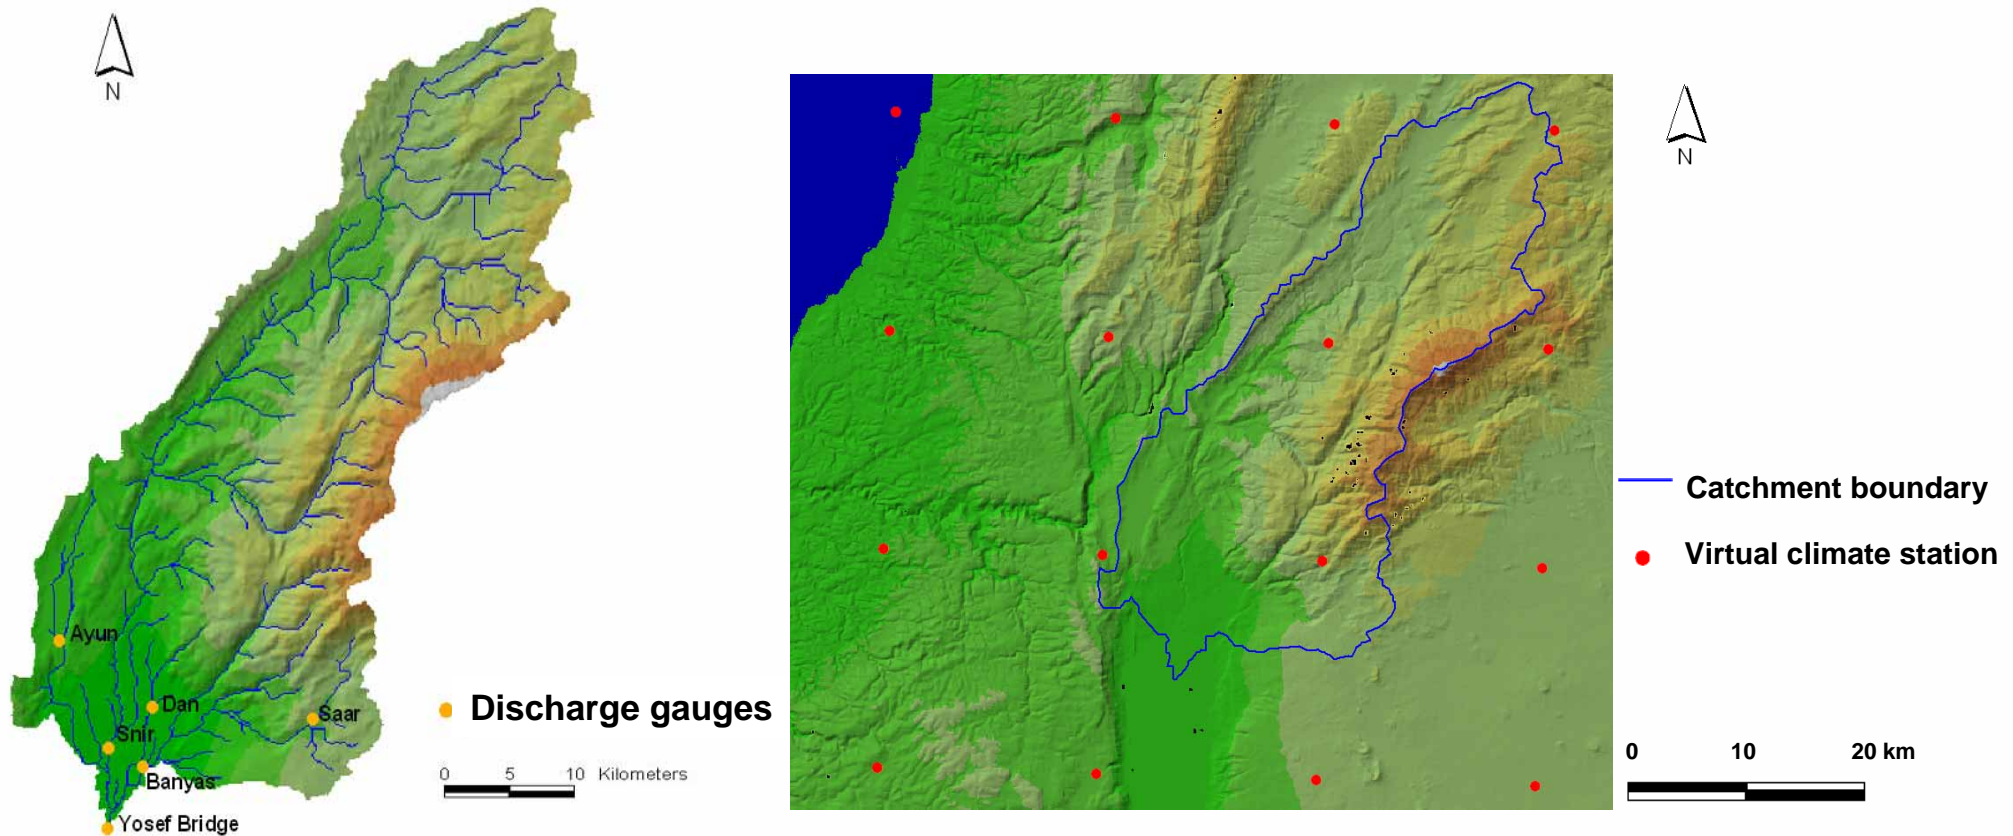 N
Ayun
Dan
Saar
Snir
Banyas
Yosef Bridge
Discharge gauges
0 5 10 Kilometers
N
Catchment boundary
Virtual climate station
0 10 20 km